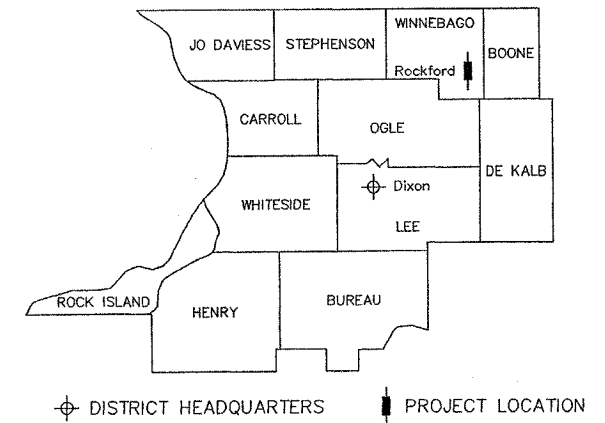 WINNEBAGO
JO DAVIESS STEPHENSON
BOONE
Rockford
CARROLL
OGLE
DE KALB
Dixon
WHITESIDE
LEE
ROCK ISLAND
BUREAU
HENRY
DISTRICT HEADQUARTERS PROJECT LOCATION